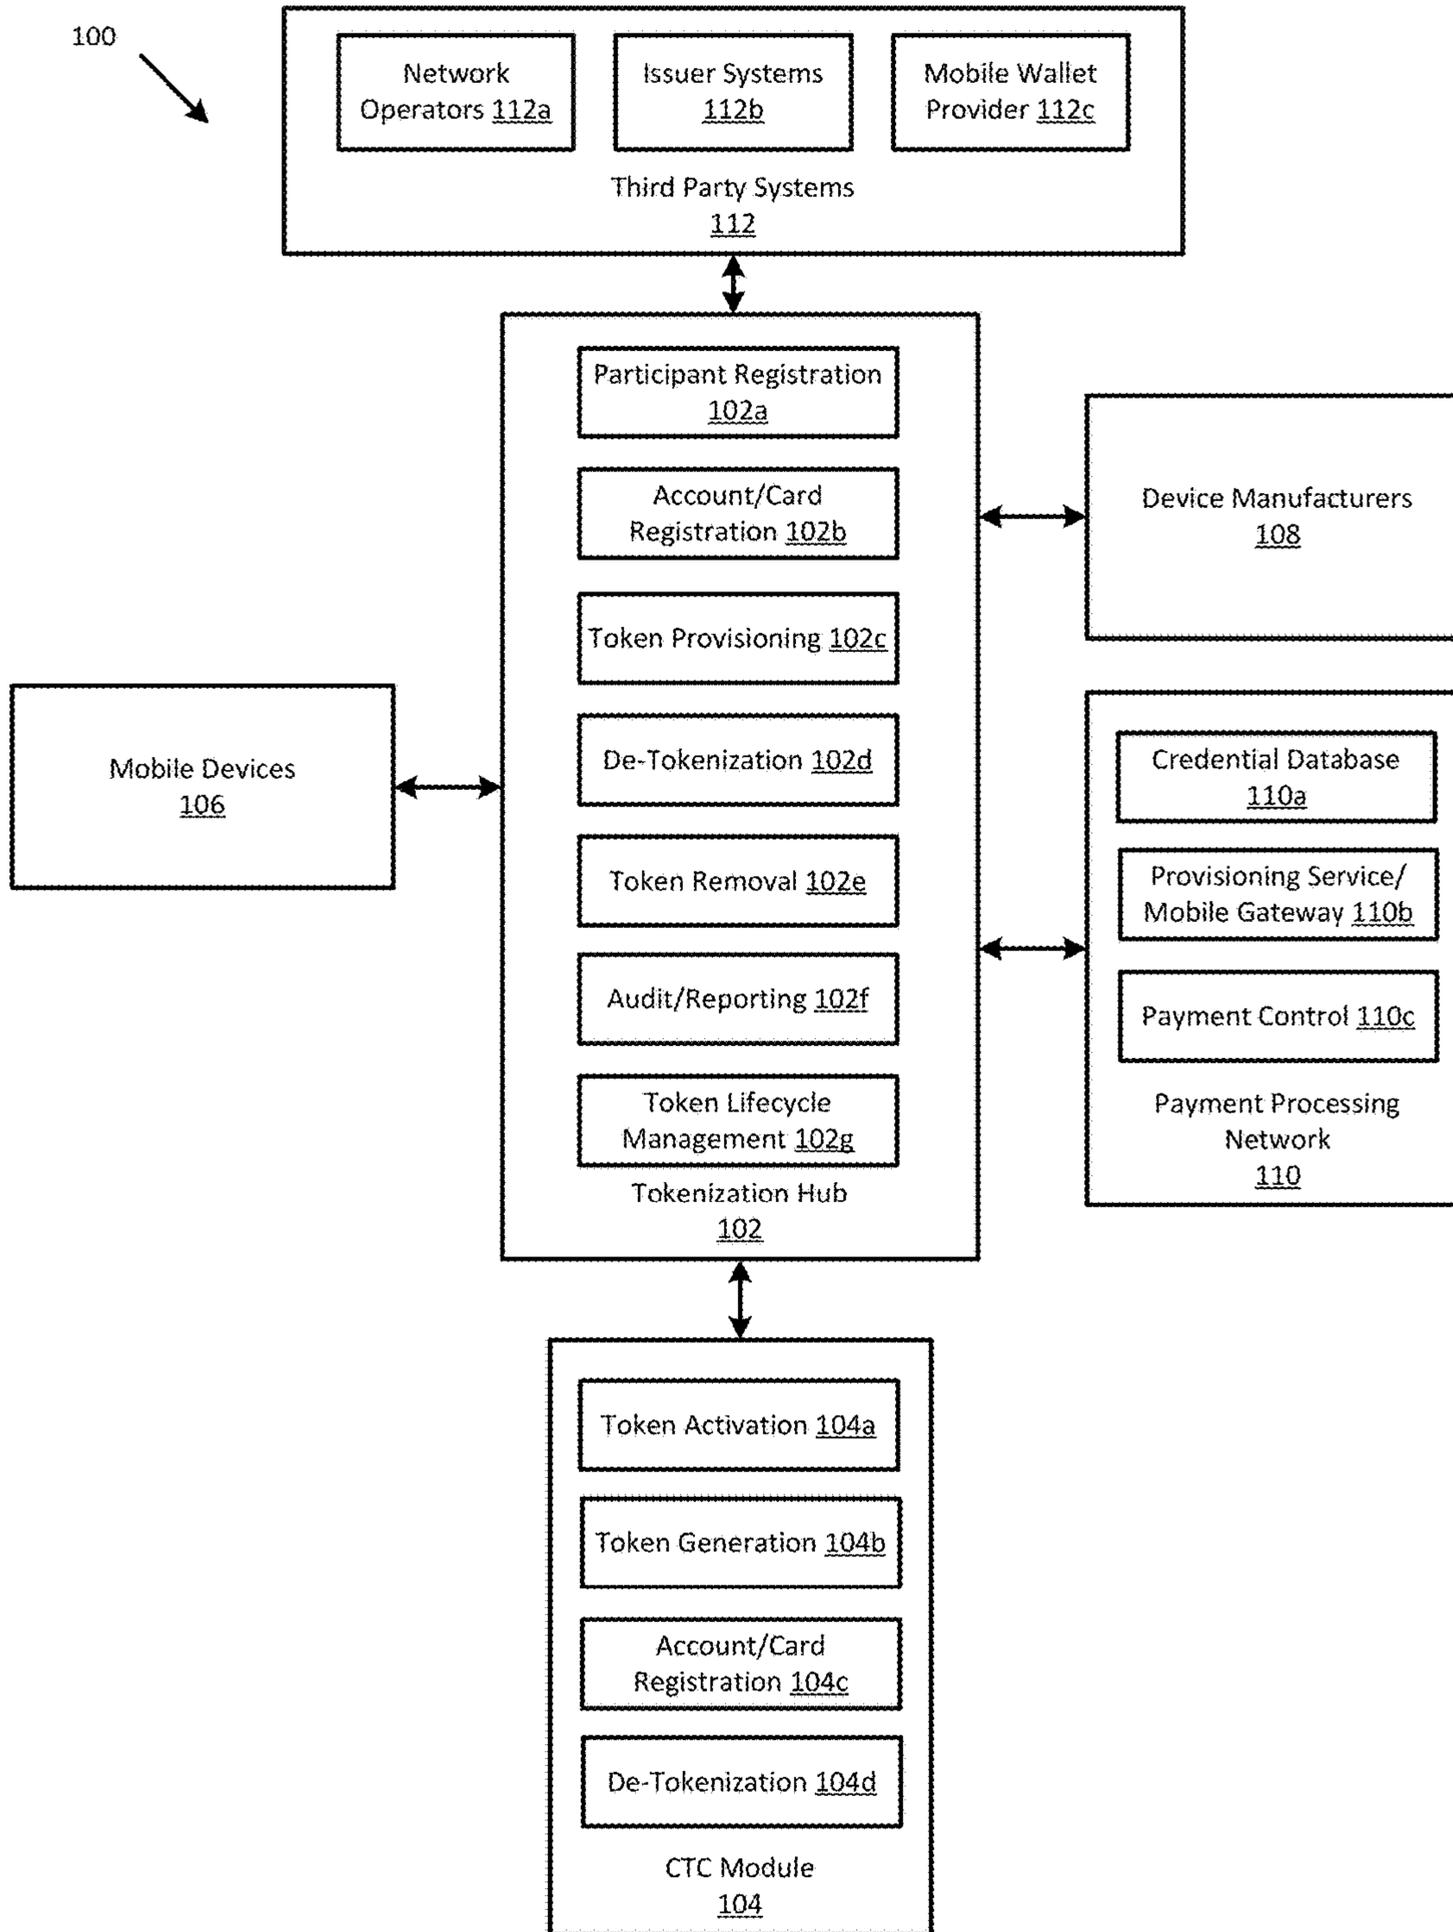 100
Network
Operators 112a
Issuer Systems
112b
Mobile Wallet
Provider 112c
Third Party Systems
112
Participant Registration
102a
Account/Card
Registration 102b
Token Provisioning 102c
De-Tokenization 102d
Token Removal 102e
Audit/Reporting 102f
Token Lifecycle
Management 102g
Tokenization Hub
102
Device Manufacturers
108
Mobile Devices
106
Credential Database
110a
Provisioning Service/
Mobile Gateway 110b
Payment Control 110c
Payment Processing
Network
110
Token Activation 104a
Token Generation 104b
Account/Card
Registration 104c
De-Tokenization 104d
CTC Module
104